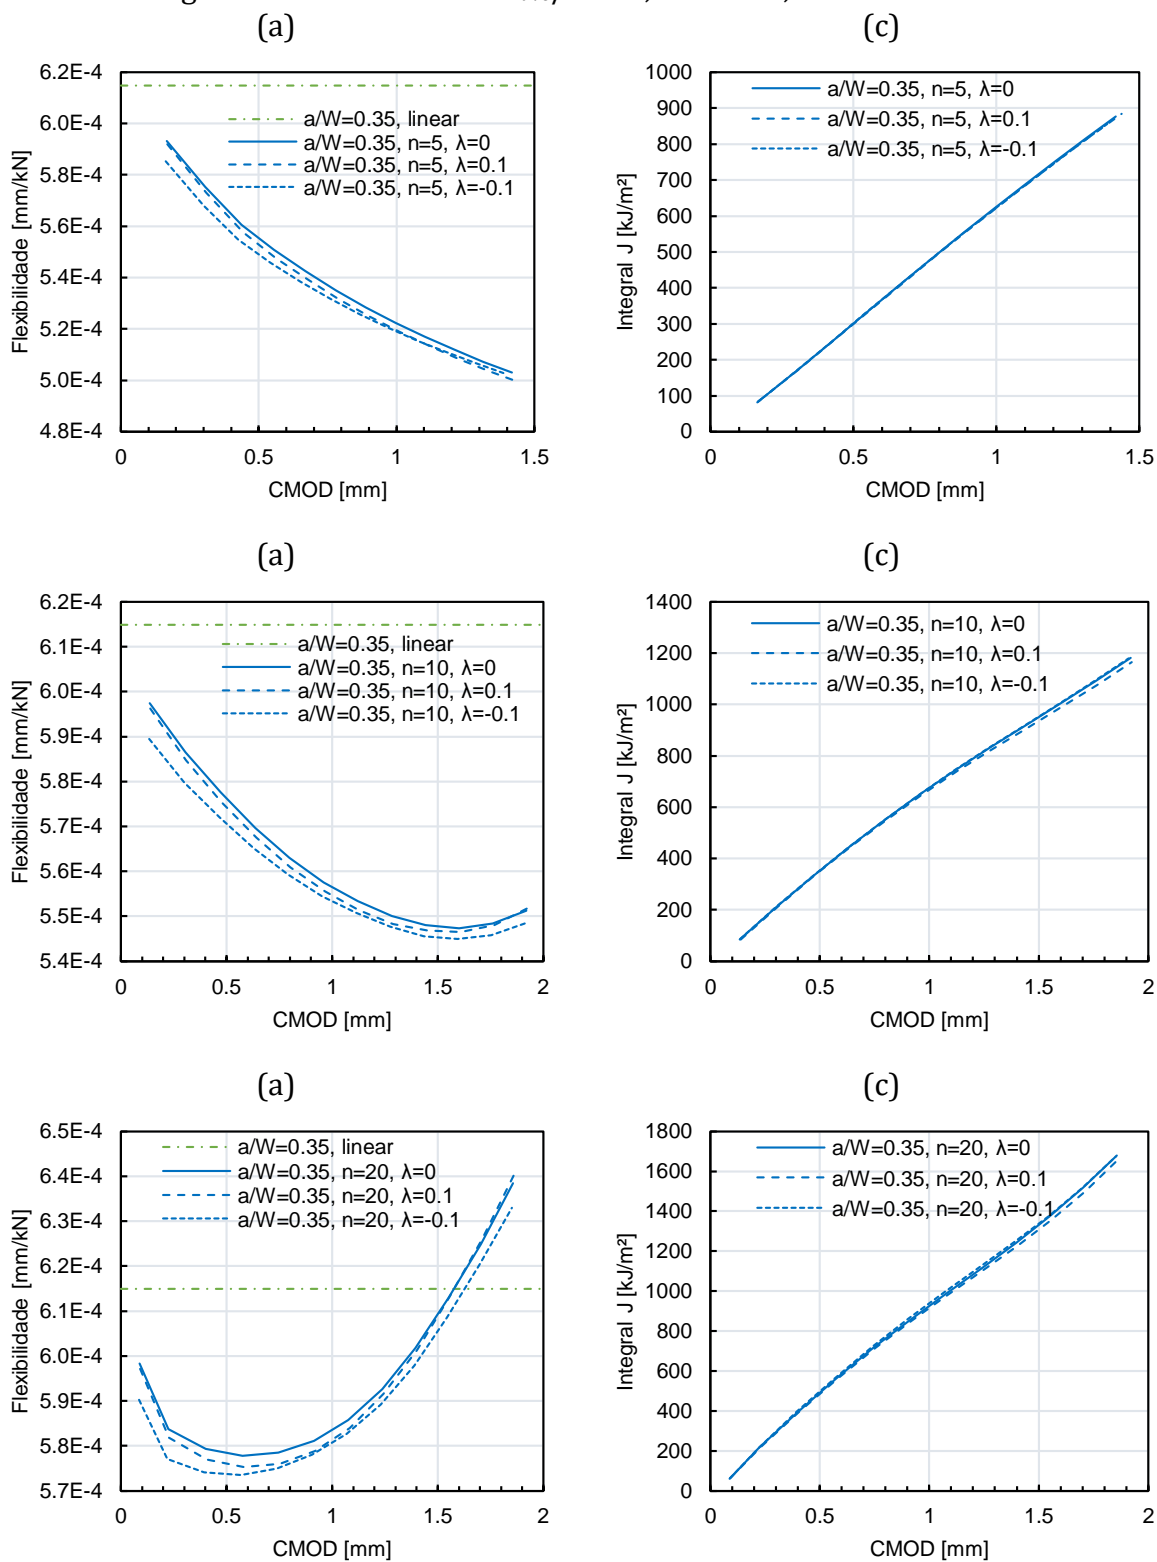 (a)
(c)
6.2E-4
6.0E-4
5.8E-4
5.6E-4
5.4E-4
5.2E-4
5.0E-4
4.8E-4
Flexibilidade [mm/kN]
a/W=0.35, linear
a/W=0.35, n=5, λ=0
a/W=0.35, n=5, λ=0.1
a/W=0.35, n=5, λ=-0.1
0 0.5 1 1.5
CMOD [mm]
1000
900
800
700
600
500
400
300
200
100
0
Integral J [kJ/m²]
a/W=0.35, n=5, λ=0
a/W=0.35, n=5, λ=0.1
a/W=0.35, n=5, λ=-0.1
0 0.5 1 1.5
CMOD [mm]
(a)
(c)
6.2E-4
6.1E-4
6.0E-4
5.9E-4
5.8E-4
5.7E-4
5.6E-4
5.5E-4
5.4E-4
Flexibilidade [mm/kN]
a/W=0.35, linear
a/W=0.35, n=10, λ=0
a/W=0.35, n=10, λ=0.1
a/W=0.35, n=10, λ=-0.1
0 0.5 1 1.5 2
CMOD [mm]
1400
1200
1000
800
600
400
200
0
Integral J [kJ/m²]
a/W=0.35, n=10, λ=0
a/W=0.35, n=10, λ=0.1
a/W=0.35, n=10, λ=-0.1
0 0.5 1 1.5 2
CMOD [mm]
(a)
(c)
6.5E-4
6.4E-4
6.3E-4
6.2E-4
6.1E-4
6.0E-4
5.9E-4
5.8E-4
5.7E-4
Flexibilidade [mm/kN]
a/W=0.35, linear
a/W=0.35, n=20, λ=0
a/W=0.35, n=20, λ=0.1
a/W=0.35, n=20, λ=-0.1
0 0.5 1 1.5 2
CMOD [mm]
1800
1600
1400
1200
1000
800
600
400
200
0
Integral J [kJ/m²]
a/W=0.35, n=20, λ=0
a/W=0.35, n=20, λ=0.1
a/W=0.35, n=20, λ=-0.1
0 0.5 1 1.5 2
CMOD [mm]